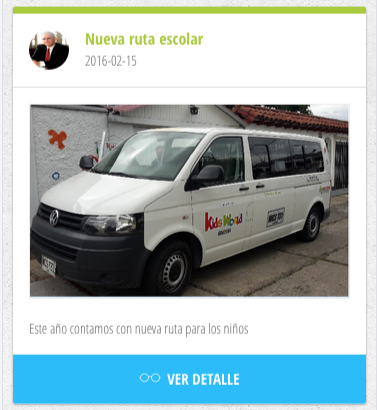 Nueva ruta escolar
2016-02-15
Kids World
Este año contamos con nueva ruta para los niños
VER DETALLE